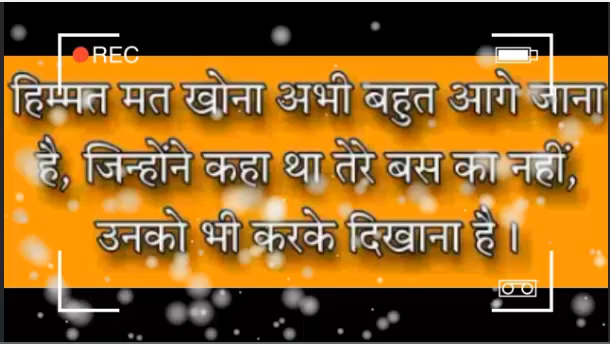 REC
हिम्मत मत खोना अभी बहुत आगे जाना
है, जिन्होंने कहा था तेरे बस का नहीं,
उनको भी करके दिखाना है।